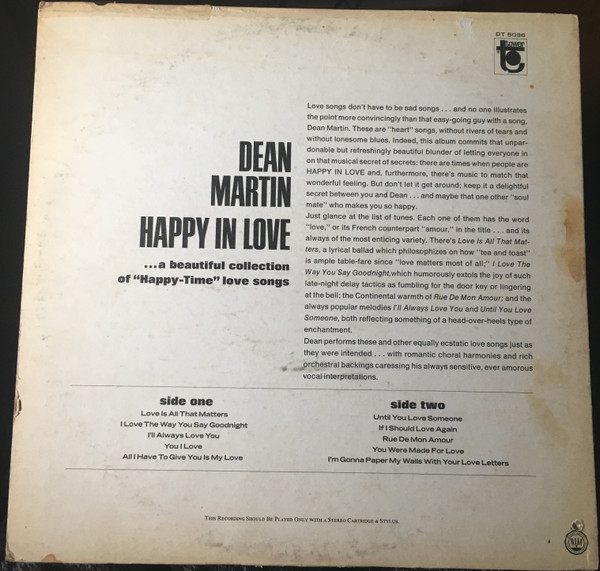 DT 5036
TOWER
DEAN
MARTIN
HAPPY IN LOVE
...a beautiful collection
of "Happy-Time" love songs
Love songs don't have to be sad songs...and no one illustrates
the point more convincingly than that easy-going guy with a song,
Dean Martin. These are "heart" songs, without rivers of tears and
without lonesome blues. Indeed, this album commits that unpar-
donable but refreshingly beautiful blunder of letting everyone in
on that musical secret of secrets: there are times when people are
HAPPY IN LOVE and, furthermore, there's music to match that
wonderful feeling. But don't let it get around; keep it a delightful
secret between you and Dean...and maybe that one other "soul
mate" who makes you so happy.
Just glance at the list of tunes. Each one of them has the word
"love," or its French counterpart "amour," in the title...and its
always of the most enticing variety. There's Love Is All That Mat-
ters, a lyrical ballad which philosophizes on how "tea and toast"
is ample table-fare since "love matters most of all;" I Love The
Way You Say Goodnight, which humorously extols the joy of such
late-night delay tactics as fumbling for the door key or lingering
at the bell; the Continental warmth of Rue De Mon Amour; and the
always popular melodies I'll Always Love You and Until You Love
Someone, both reflecting something of a head-over-heels type of
enchantment.
Dean performs these and other equally ecstatic love songs just as
they were intended...with romantic choral harmonies and rich
orchestral backings caressing his always sensitive, ever amorous
vocal interpretations.
side one
Love Is All That Matters
I Love The Way You Say Goodnight
I'll Always Love You
You I Love
All I Have To Give You Is My Love
side two
Until You Love Someone
If I Should Love Again
Rue De Mon Amour
You Were Made For Love
I'm Gonna Paper My Walls With Your Love Letters
THIS RECORDING SHOULD BE PLAYED ONLY WITH A STEREO CARTRIDGE & STYLUS.
RIAA